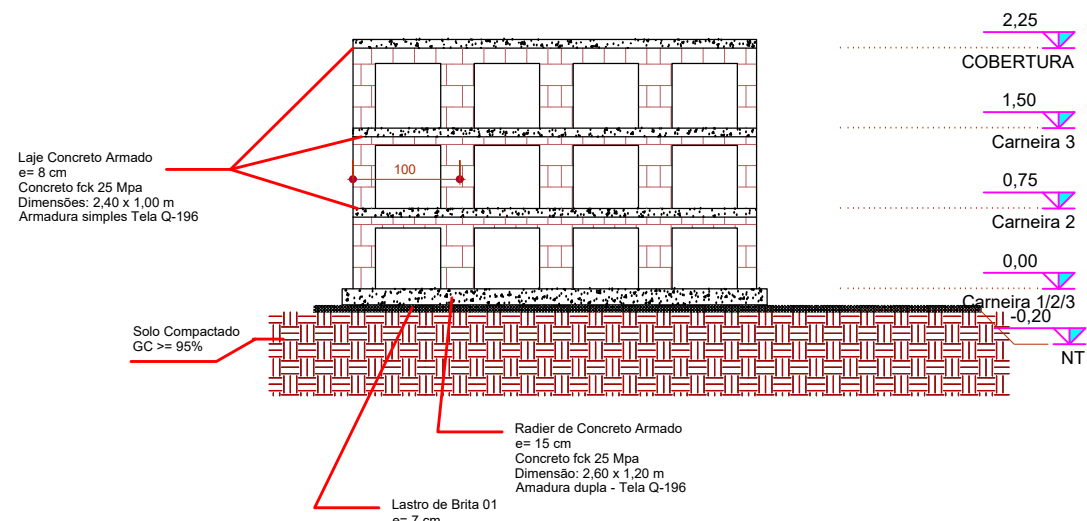 2,25
COBERTURA
1,50
Carneira 3
Laje Concreto Armado
e= 8 cm
Concreto fck 25 Mpa
Dimensões: 2,40 x 1,00 m
Armadura simples Tela Q-196
100
0,75
Carneira 2
0,00
Carneira 1/2/3
-0,20
NT
Solo Compactado
GC >= 95%
Radier de Concreto Armado
e= 15 cm
Concreto fck 25 Mpa
Dimensão: 2,60 x 1,20 m
Amadura dupla - Tela Q-196
Lastro de Brita 01
e= 7 cm